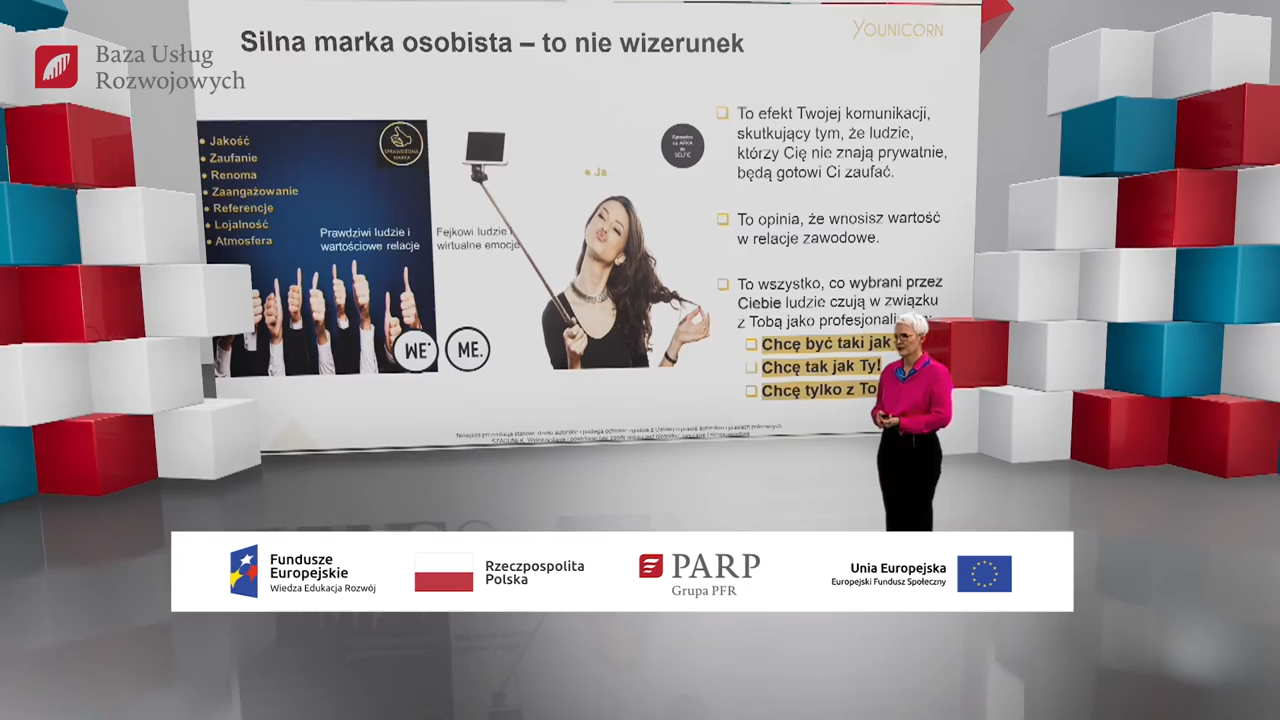 Baza Usług
Rozwojowych
YOUNICORN
Silna marka osobista – to nie wizerunek
Jakość
Zaufanie
Renoma
Zaangażowanie
Referencje
Lojalność
Atmosfera
SPRAWDZONA
MARKA
Prawdziwi ludzie i
wartościowe relacje
Fejkowi ludzie i
wirtualne emocje
WE.
ME.
Ja
SELFIE
To efekt Twojej komunikacji,
skutkujący tym, że ludzie,
którzy Cię nie znają prywatnie,
będą gotowi Ci zaufać.
To opinia, że wnosisz wartość
w relacje zawodowe.
To wszystko, co wybrani przez
Ciebie ludzie czują w związku
z Tobą jako
Chcę być taki jak
Chcę tak jak Ty!
Chcę tylko z
Fundusze
Europejskie
Wiedza Edukacja Rozwój
Rzeczpospolita
Polska
PARP
Grupa PFR
Unia Europejska
Europejski Fundusz Społeczny